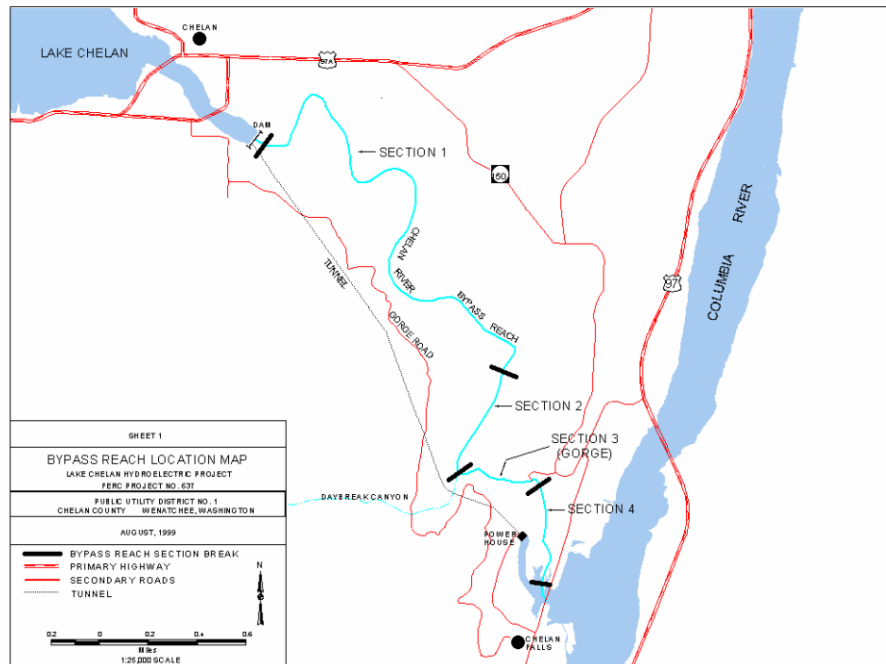 CHELAN
LAKE CHELAN
97A
DAM
SECTION 1
150
CHELAN
RIVER
BYPASS
REACH
TUNNEL
GORGE ROAD
97
COLUMBIA RIVER
SECTION 2
SECTION 3
(GORGE)
DAYBREAK CANYON
SECTION 4
POWER
HOUSE
CHELAN
FALLS
SHEET 1
BYPASS REACH LOCATION MAP
LAKE CHELAN HYDROELECTRIC PROJECT
FERC PROJECT NO. 637
PUBLIC UTILITY DISTRICT NO. 1
CHELAN COUNTY WENATCHEE, WASHINGTON
AUGUST, 1999
BYPASS REACH SECTION BREAK
PRIMARY HIGHWAY
SECONDARY ROADS
TUNNEL
N
0.2 0 0.2 0.4 0.6
Miles
1:25,000 SCALE